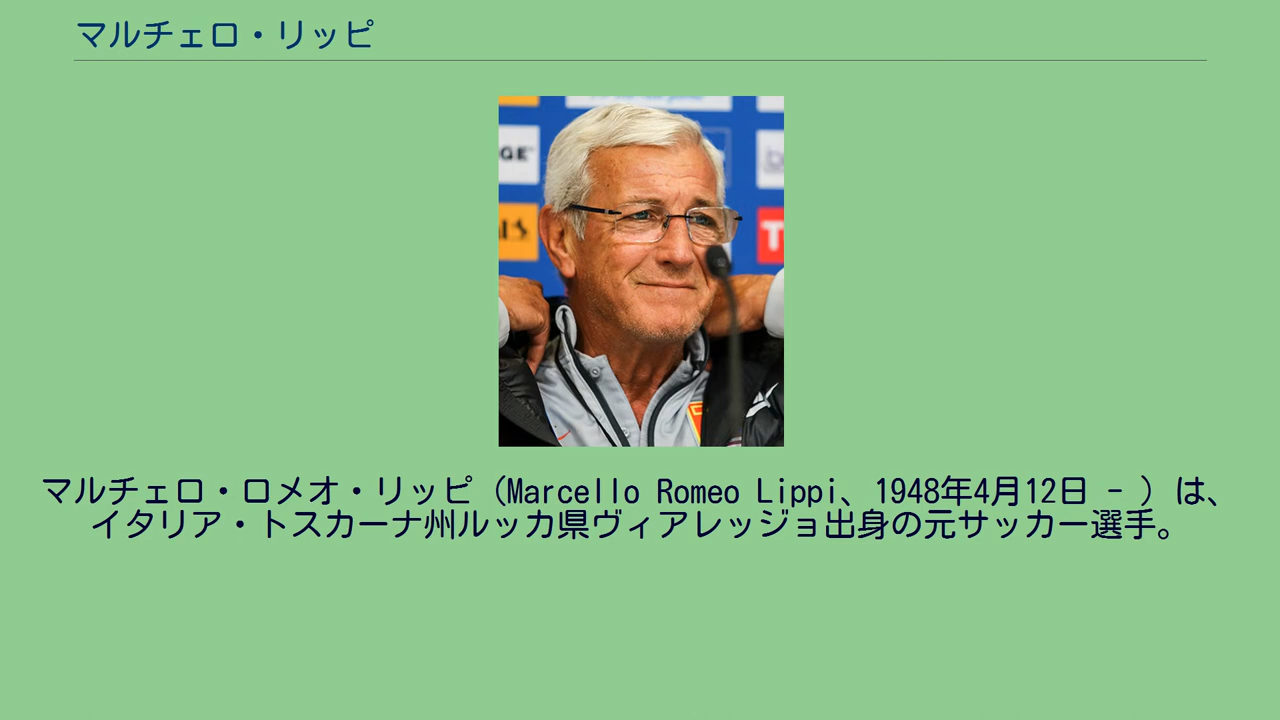 マルチェロ・リッピ
GE
マルチェロ・ロメオ・リッピ（Marcello Romeo Lippi、1948年4月12日 - ）は、
イタリア・トスカーナ州ルッカ県ヴィアレッジョ出身の元サッカー選手。